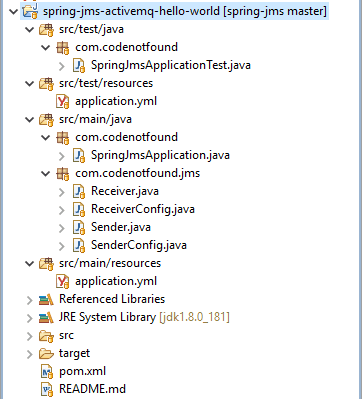 spring-jms-activemq-hello-world [spring-jms master]
src/test/java
com.codenotfound
SpringJmsApplicationTest.java
src/test/resources
application.yml
src/main/java
com.codenotfound
SpringJmsApplication.java
com.codenotfound.jms
Receiver.java
ReceiverConfig.java
Sender.java
SenderConfig.java
src/main/resources
application.yml
Referenced Libraries
JRE System Library [jdk1.8.0_181]
src
target
pom.xml
README.md